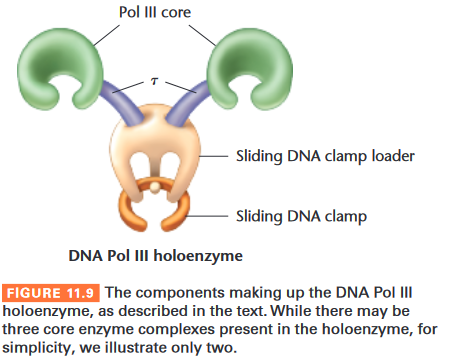 Pol III core
τ
Sliding DNA clamp loader
Sliding DNA clamp
DNA Pol III holoenzyme
FIGURE 11.9 The components making up the DNA Pol III
holoenzyme, as described in the text. While there may be
three core enzyme complexes present in the holoenzyme, for
simplicity, we illustrate only two.